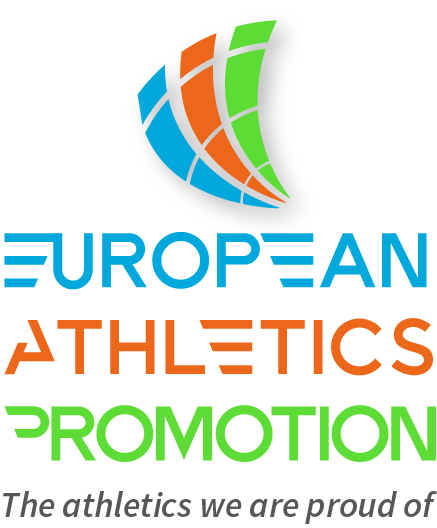 EUROPEAN
ATHLETICS
PROMOTION
The athletics we are proud of